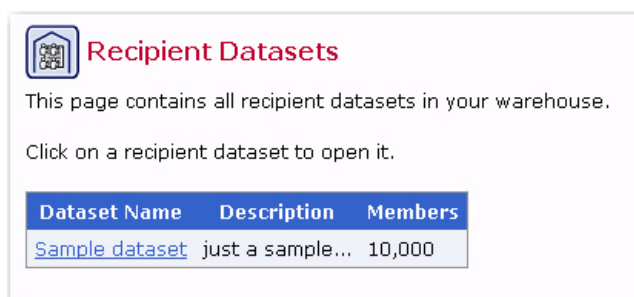 Recipient Datasets
This page contains all recipient datasets in your warehouse.
Click on a recipient dataset to open it.
Dataset Name Description Members
Sample dataset just a sample... 10,000